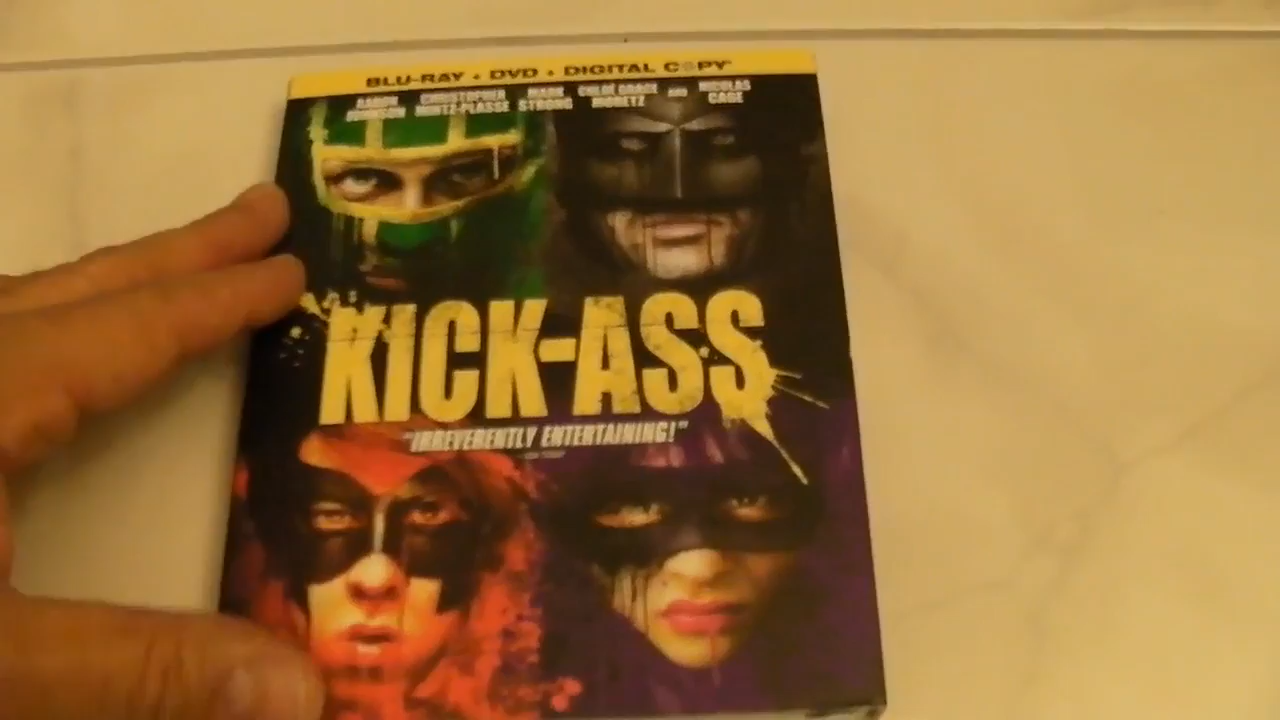 BLU-RAY + DVD + DIGITAL COPY
AARON JOHNSON CHRISTOPHER MINTZ-PLASSE MARK STRONG CHLOE GRACE MORETZ AND NICOLAS CAGE
KICK-ASS
"IRREVERENTLY ENTERTAINING!"